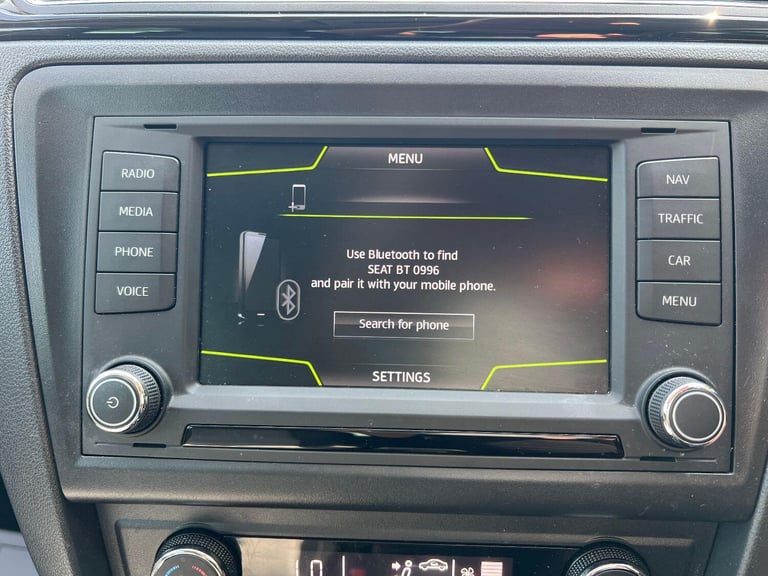 MENU
RADIO
MEDIA
PHONE
VOICE
Use Bluetooth to find
SEAT BT 0996
and pair it with your mobile phone.
Search for phone
SETTINGS
NAV
TRAFFIC
CAR
MENU